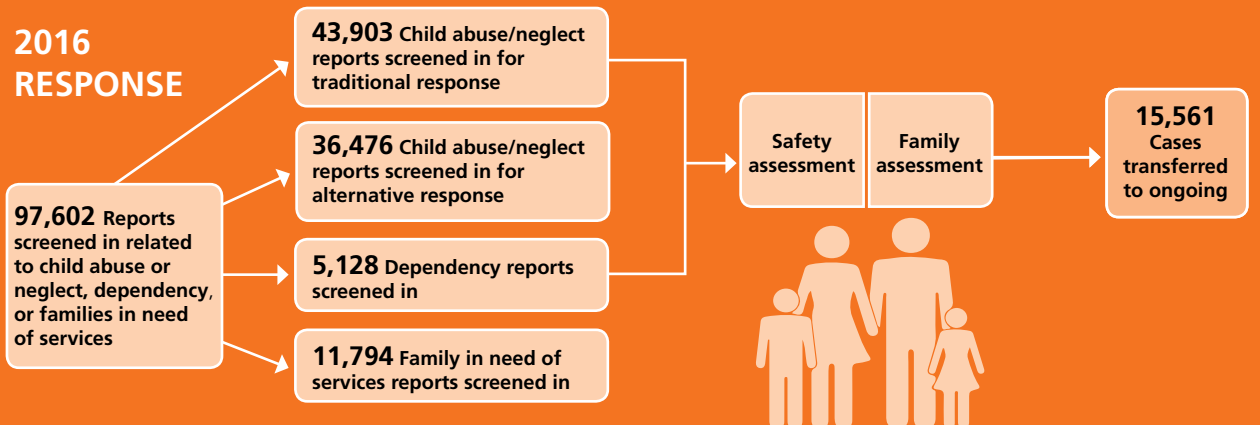 2016
RESPONSE
97,602 Reports
screened in related
to child abuse or
neglect, dependency,
or families in need
of services
43,903 Child abuse/neglect
reports screened in for
traditional response
36,476 Child abuse/neglect
reports screened in for
alternative response
5,128 Dependency reports
screened in
11,794 Family in need of
services reports screened in
Safety
assessment
Family
assessment
15,561
Cases
transferred
to ongoing